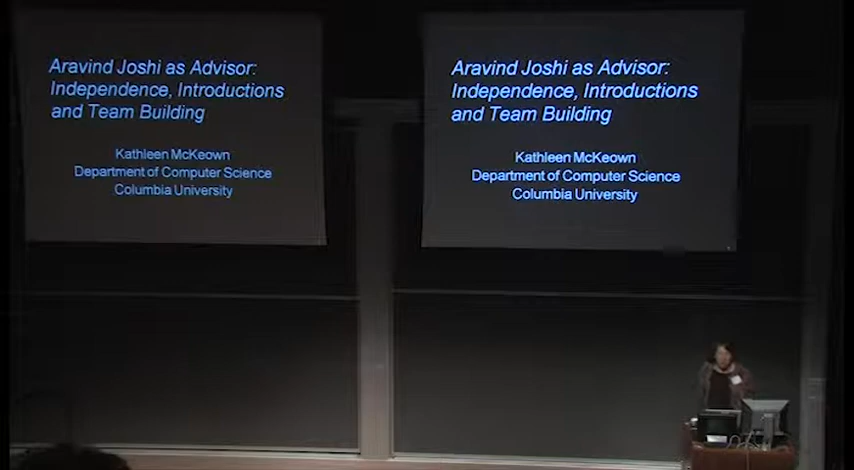 Aravind Joshi as Advisor:
Independence, Introductions
and Team Building
Kathleen McKeown
Department of Computer Science
Columbia University
Aravind Joshi as Advisor:
Independence, Introductions
and Team Building
Kathleen McKeown
Department of Computer Science
Columbia University